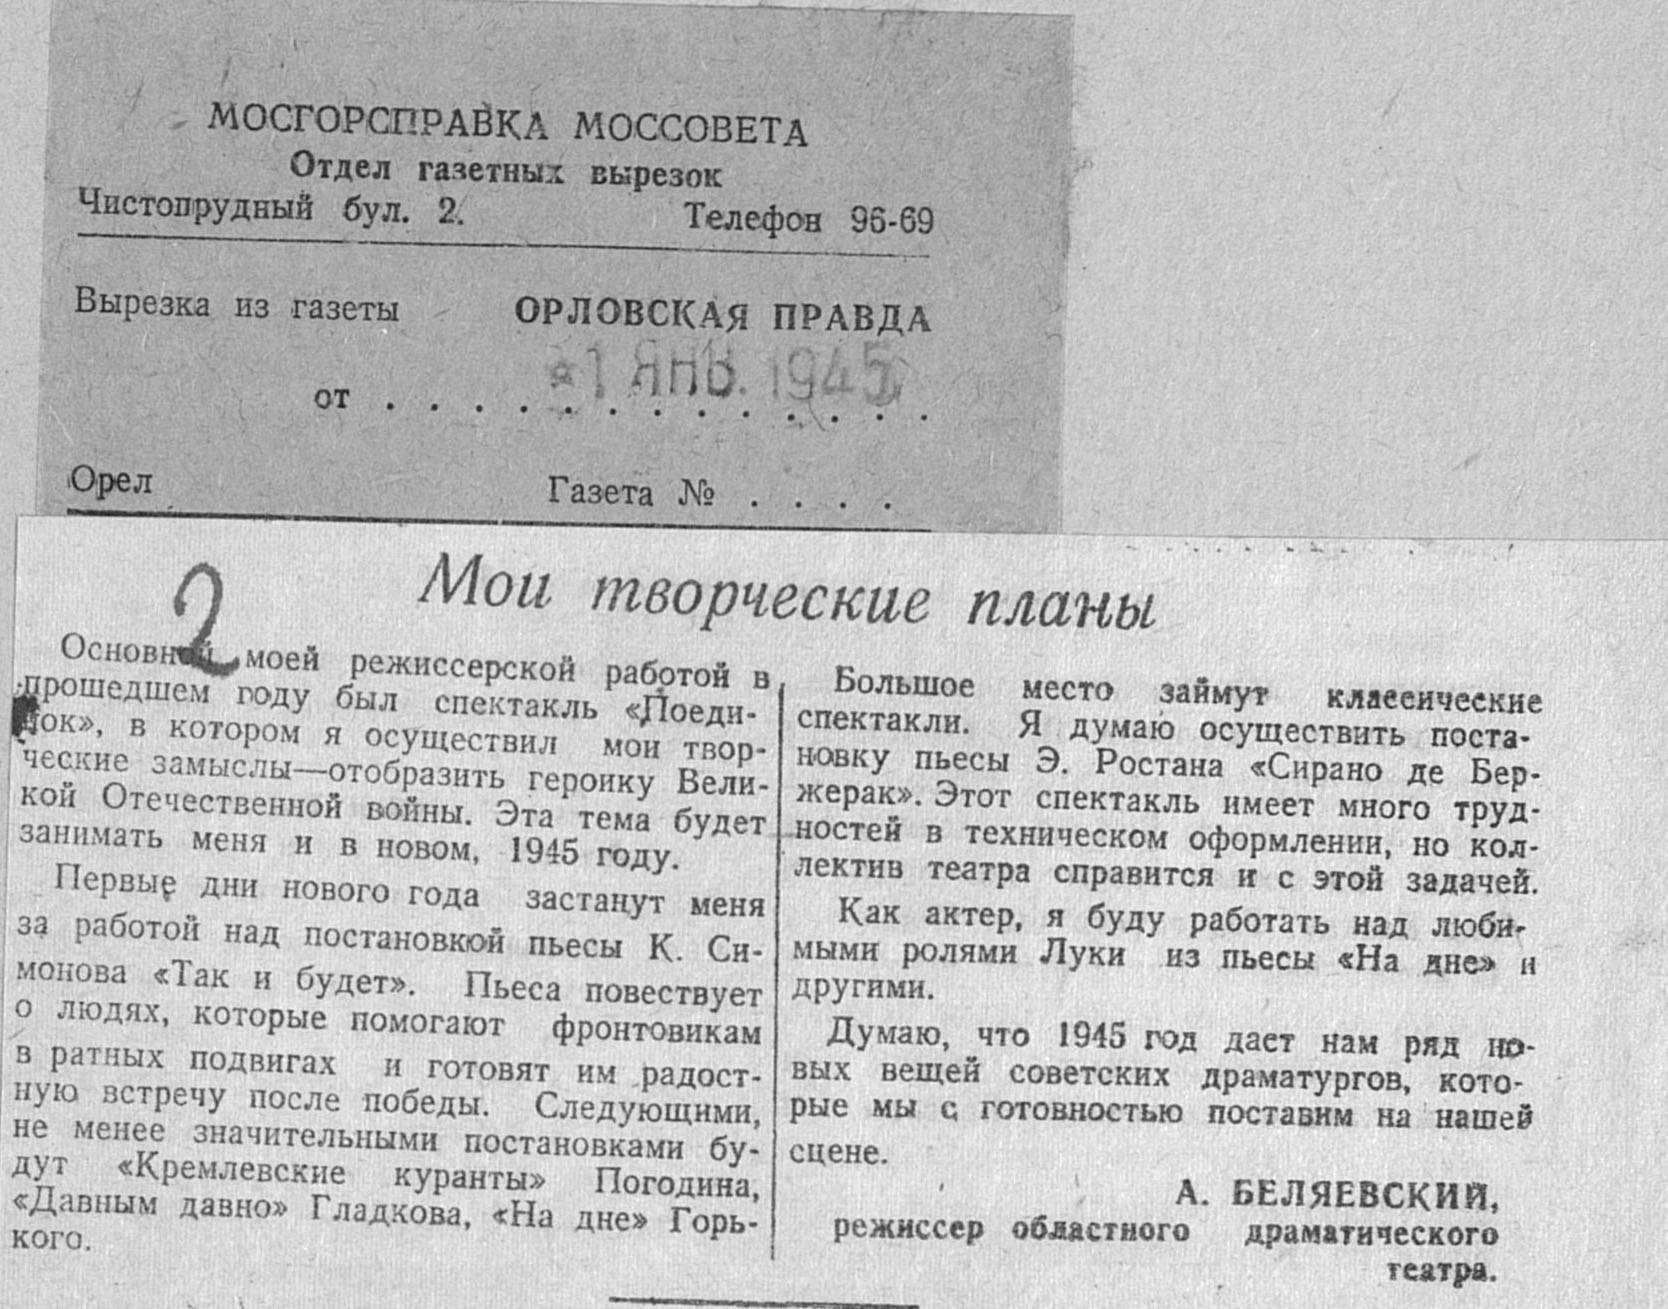 МОСГОРСПРАВКА МОССОВЕТА
Отдел газетных вырезок
Чистопрудный бул. 2. Телефон 96-69
Вырезка из газеты ОРЛОВСКАЯ ПРАВДА
от . . . . . . . . . . . . . 1 ЯНВ. 1945
Орел Газета № . . . .
2
Мои творческие планы
Основной моей режиссерской работой в
прошедшем году был спектакль «Поеди-
нок», в котором я осуществил мои твор-
ческие замыслы—отобразить героику Вели-
кой Отечественной войны. Эта тема будет
занимать меня и в новом, 1945 году.
Первые дни нового года застанут меня
за работой над постановкой пьесы К. Си-
монова «Так и будет». Пьеса повествует
о людях, которые помогают фронтовикам
в ратных подвигах и готовят им радост-
ную встречу после победы. Следующими,
не менее значительными постановками бу-
дут «Кремлевские куранты» Погодина,
«Давным давно» Гладкова, «На дне» Горь-
кого.
Большое место займут классические
спектакли. Я думаю осуществить поста-
новку пьесы Э. Ростана «Сирано де Бер-
жерак». Этот спектакль имеет много труд-
ностей в техническом оформлении, но кол-
лектив театра справится и с этой задачей.
Как актер, я буду работать над люби-
мыми ролями Луки из пьесы «На дне» и
другими.
Думаю, что 1945 год даст нам ряд но-
вых вещей советских драматургов, кото-
рые мы с готовностью поставим на нашей
сцене.
А. БЕЛЯЕВСКИЙ,
режиссер областного драматического
театра.